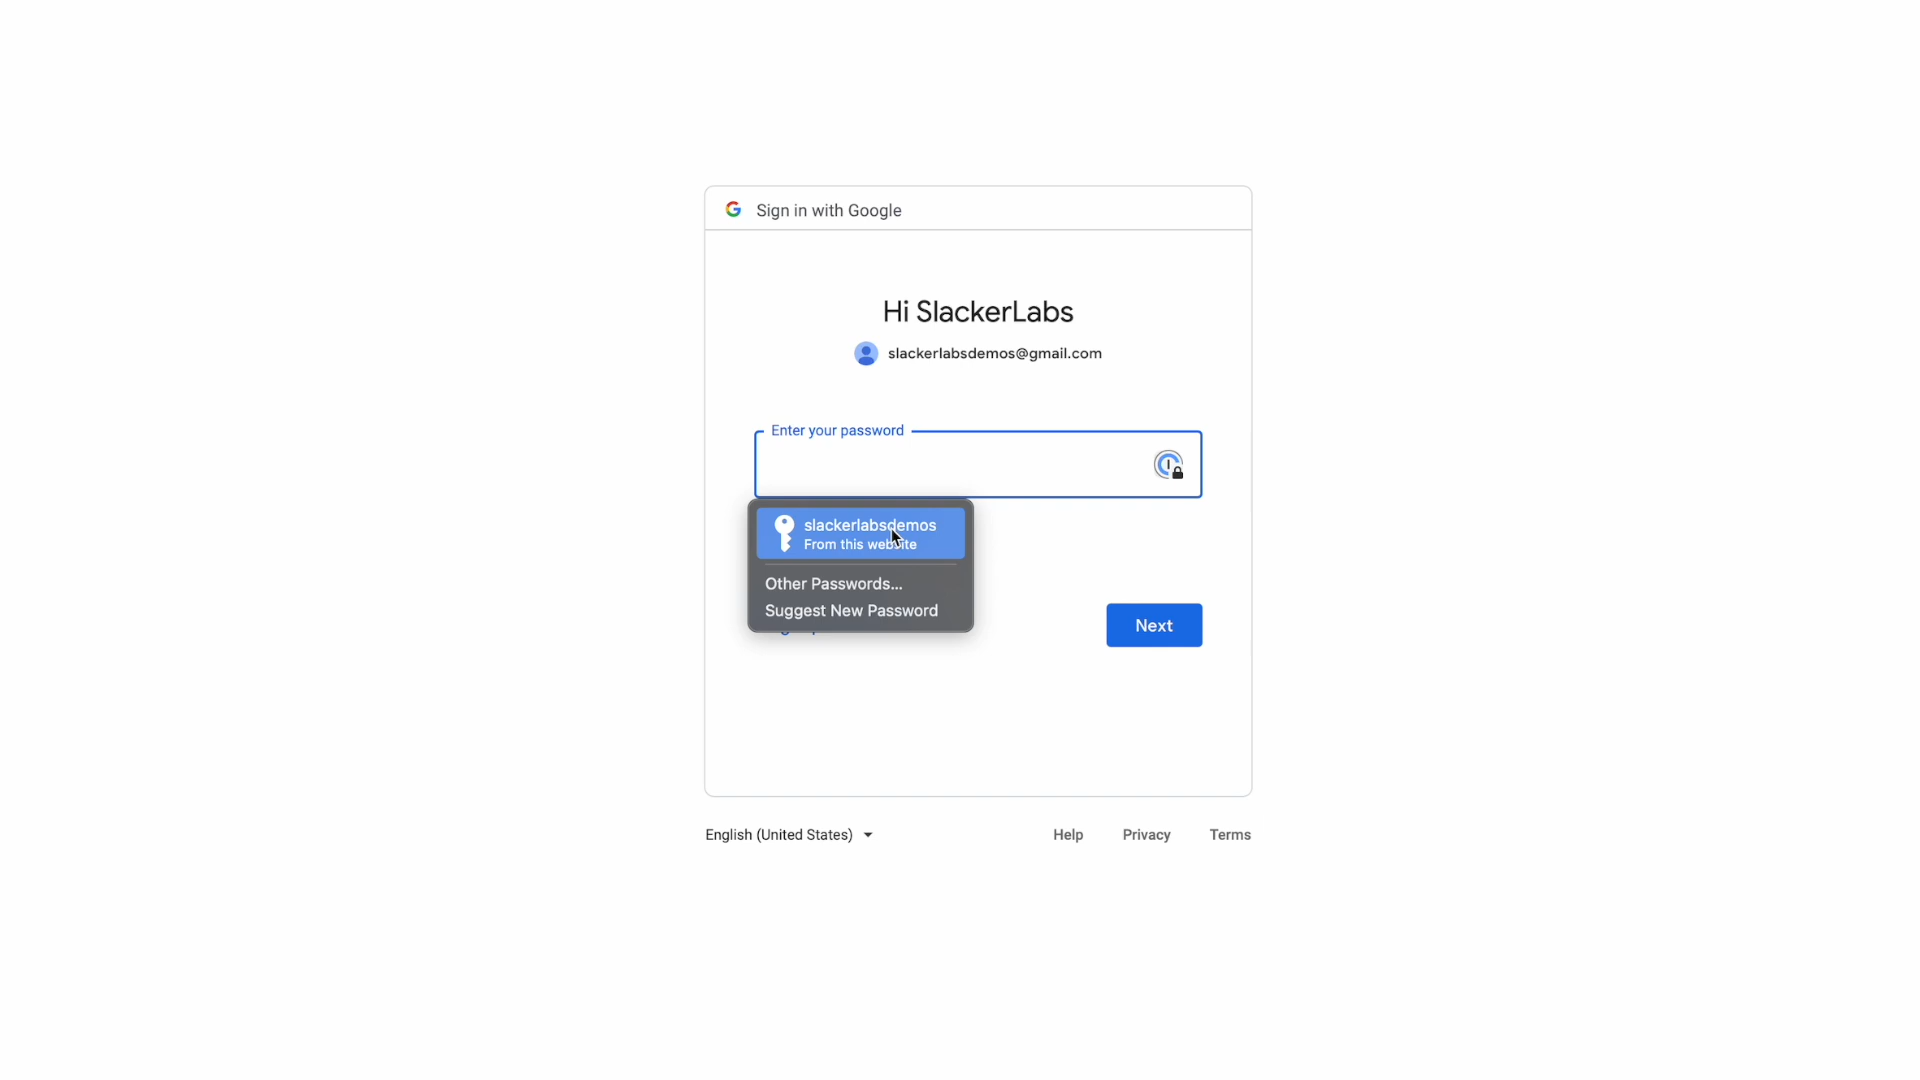 Sign in with Google
Hi SlackerLabs
slackerlabsdemos@gmail.com
Enter your password
slackerlabsdemos
From this website
Other Passwords...
Suggest New Password
Next
English (United States)
Help
Privacy
Terms